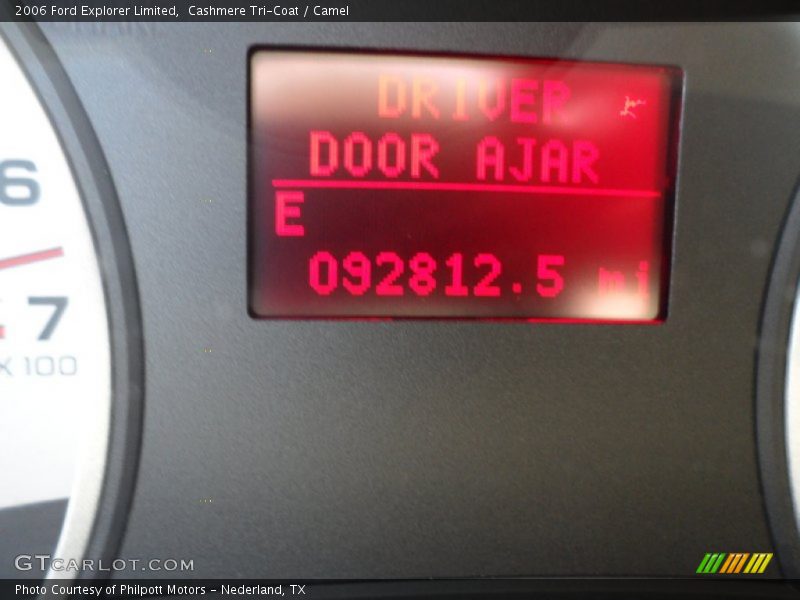 2006 Ford Explorer Limited, Cashmere Tri-Coat / Camel
DRIVER
DOOR AJAR
E
092812.5 mi
6
7
X 100
GTCARLOT.COM
Photo Courtesy of Philpott Motors - Nederland, TX